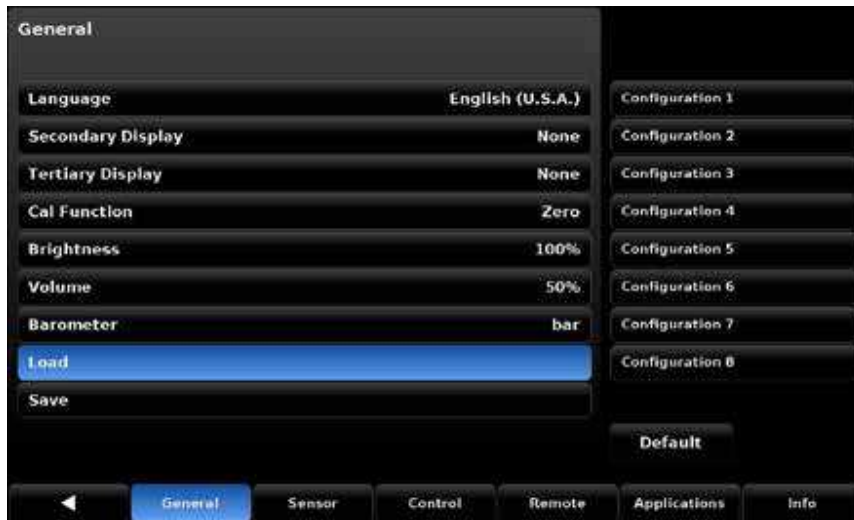 General
Language English (U.S.A.) Configuration 1
Secondary Display None Configuration 2
Tertiary Display None Configuration 3
Cal Function Zero Configuration 4
Brightness 100% Configuration 5
Volume 50% Configuration 6
Barometer bar Configuration 7
Load Configuration 8
Save
Default
General Sensor Control Remote Applications Info